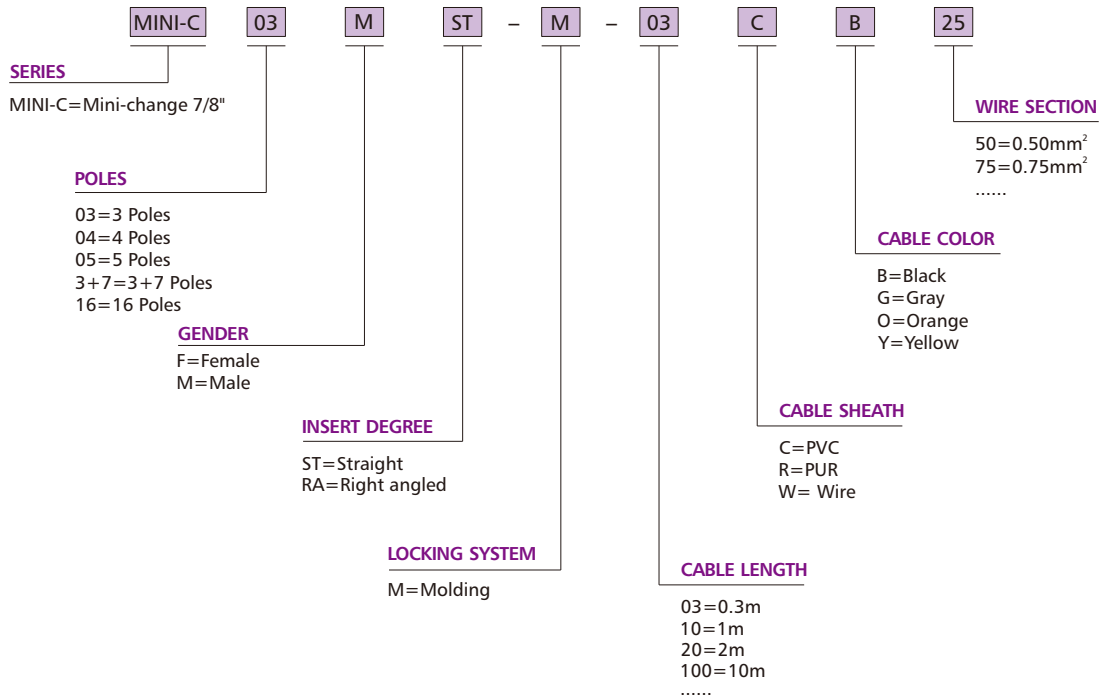 MINI-C 03 M ST – M – 03 C B 25
SERIES
MINI-C=Mini-change 7/8"
WIRE SECTION
50=0.50mm²
75=0.75mm²
......
POLES
03=3 Poles
04=4 Poles
05=5 Poles
3+7=3+7 Poles
16=16 Poles
CABLE COLOR
B=Black
G=Gray
O=Orange
Y=Yellow
GENDER
F=Female
M=Male
CABLE SHEATH
C=PVC
R=PUR
W= Wire
INSERT DEGREE
ST=Straight
RA=Right angled
LOCKING SYSTEM
M=Molding
CABLE LENGTH
03=0.3m
10=1m
20=2m
100=10m
......